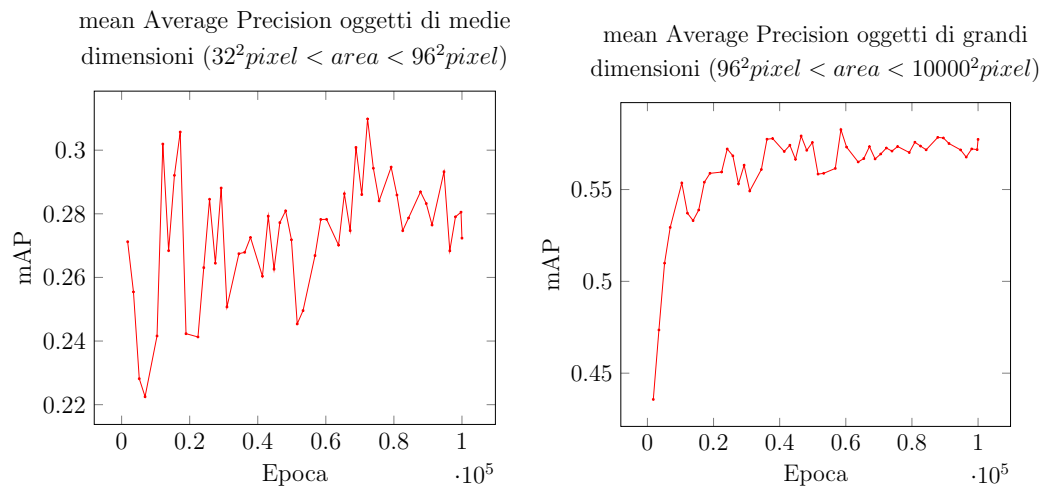 mean Average Precision oggetti di medie
dimensioni (32²pixel < area < 96²pixel)
0.3
0.28
0.26
0.24
0.22
mAP
0 0.2 0.4 0.6 0.8 1
Epoca
·10⁵
mean Average Precision oggetti di grandi
dimensioni (96²pixel < area < 10000²pixel)
0.55
0.5
0.45
mAP
0 0.2 0.4 0.6 0.8 1
Epoca
·10⁵